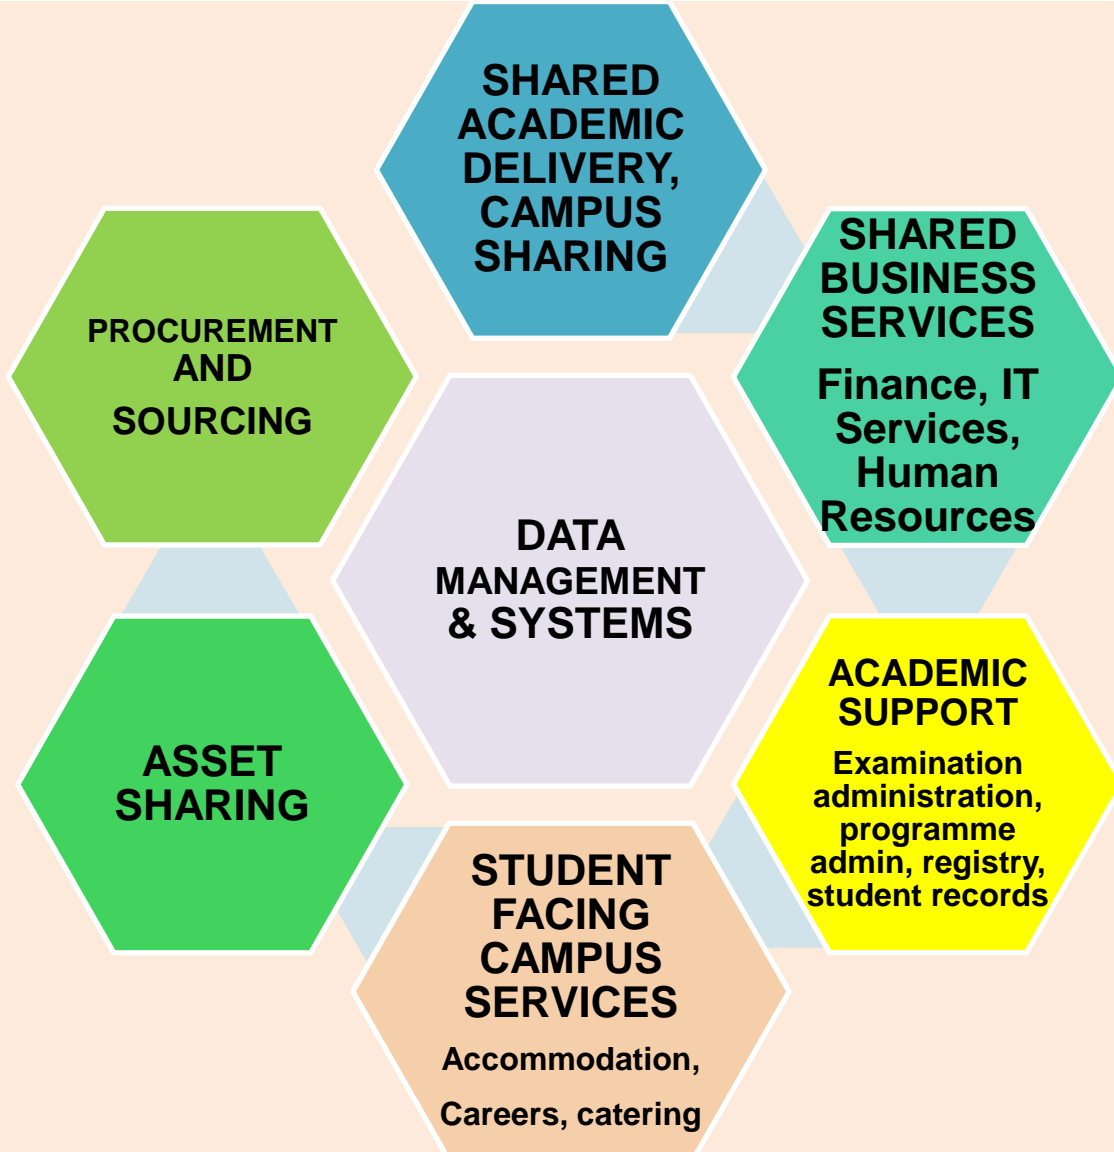 SHARED
ACADEMIC
DELIVERY,
CAMPUS
SHARING
SHARED
BUSINESS
SERVICES
Finance, IT
Services,
Human
Resources
PROCUREMENT
AND
SOURCING
DATA
MANAGEMENT
& SYSTEMS
ACADEMIC
SUPPORT
Examination
administration,
programme
admin, registry,
student records
ASSET
SHARING
STUDENT
FACING
CAMPUS
SERVICES
Accommodation,
Careers, catering